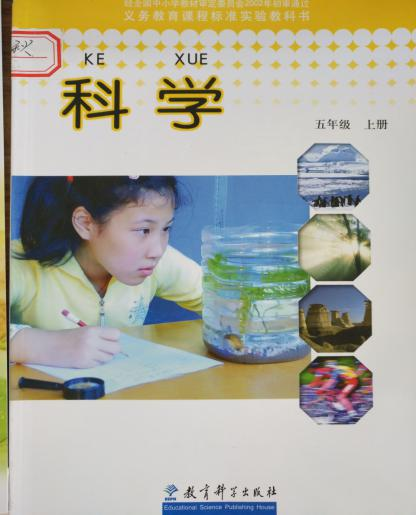 经全国中小学教材审定委员会2002年初审通过
义务教育课程标准实验教科书
KE XUE
科学
五年级 上册
教育科学出版社
Educational Science Publishing House
ESPH